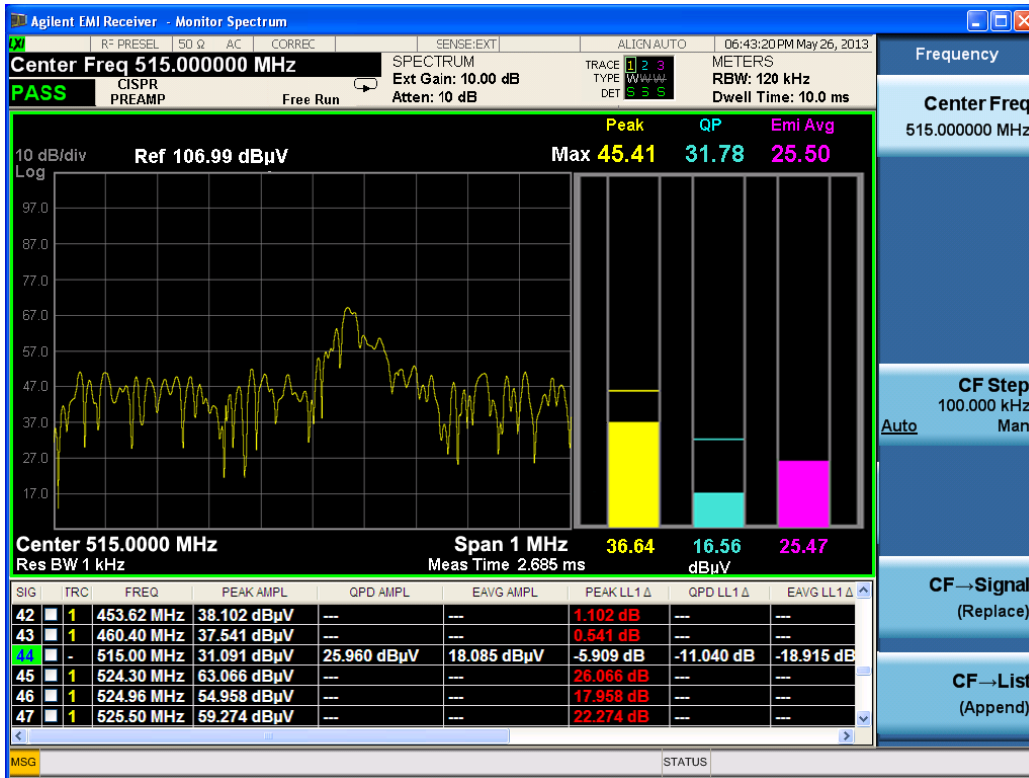 Agilent EMI Receiver - Monitor Spectrum
LXI RF PRESEL 50 Ω AC CORREC SENSE:EXT ALIGN AUTO 06:43:20 PM May 26, 2013
Center Freq 515.000000 MHz
PASS CISPR PREAMP Free Run
SPECTRUM
Ext Gain: 10.00 dB
Atten: 10 dB
TRACE 1 2 3
TYPE W W W
DET S S S
METERS
RBW: 120 kHz
Dwell Time: 10.0 ms
Peak QP Emi Avg
10 dB/div Ref 106.99 dBµV Max 45.41 31.78 25.50
Log
97.0
87.0
77.0
67.0
57.0
47.0
37.0
27.0
17.0
Center 515.0000 MHz Span 1 MHz 36.64 16.56 25.47
Res BW 1 kHz Meas Time 2.685 ms dBµV
SIG TRC FREQ PEAK AMPL QPD AMPL EAVG AMPL PEAK LL1 Δ QPD LL1 Δ EAVG LL1 Δ
42 1 453.62 MHz 38.102 dBµV --- --- 1.102 dB --- ---
43 1 460.40 MHz 37.541 dBµV --- --- 0.541 dB --- ---
44 - 515.00 MHz 31.091 dBµV 25.960 dBµV 18.085 dBµV -5.909 dB -11.040 dB -18.915 dB
45 1 524.30 MHz 63.066 dBµV --- --- 26.066 dB --- ---
46 1 524.96 MHz 54.958 dBµV --- --- 17.958 dB --- ---
47 1 525.50 MHz 59.274 dBµV --- --- 22.274 dB --- ---
MSG STATUS
Frequency
Center Freq
515.000000 MHz
CF Step
100.000 kHz
Auto Man
CF→Signal
(Replace)
CF→List
(Append)